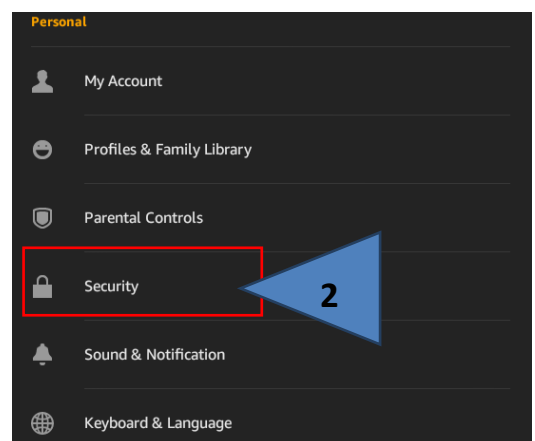 Personal
My Account
Profiles & Family Library
Parental Controls
Security
2
Sound & Notification
Keyboard & Language